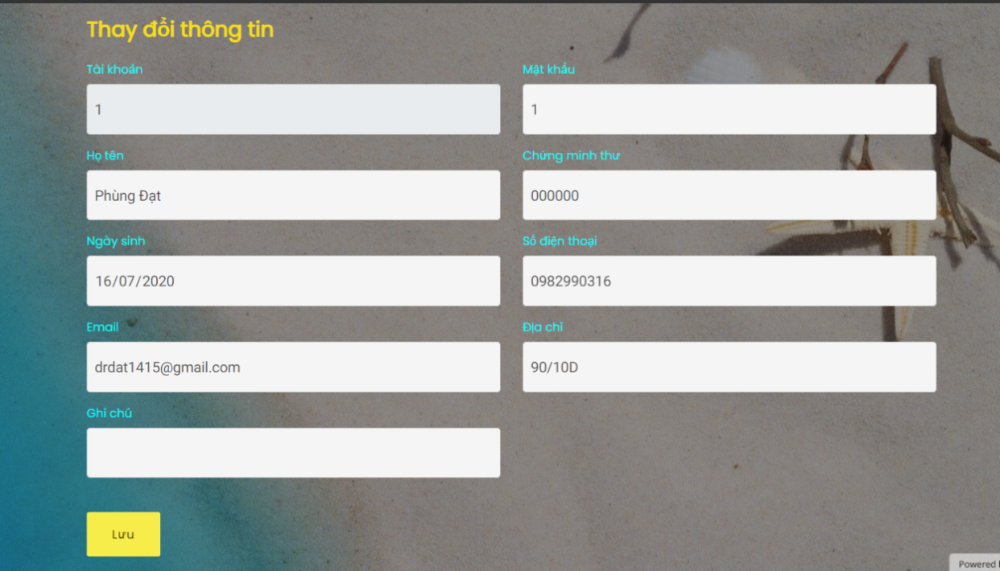 Thay đổi thông tin
Tài khoản
Mật khẩu
1
1
Họ tên
Chứng minh thư
Phùng Đạt
000000
Ngày sinh
Số điện thoại
16/07/2020
0982990316
Email
Địa chỉ
drdat1415@gmail.com
90/10D
Ghi chú
Lưu
Powered